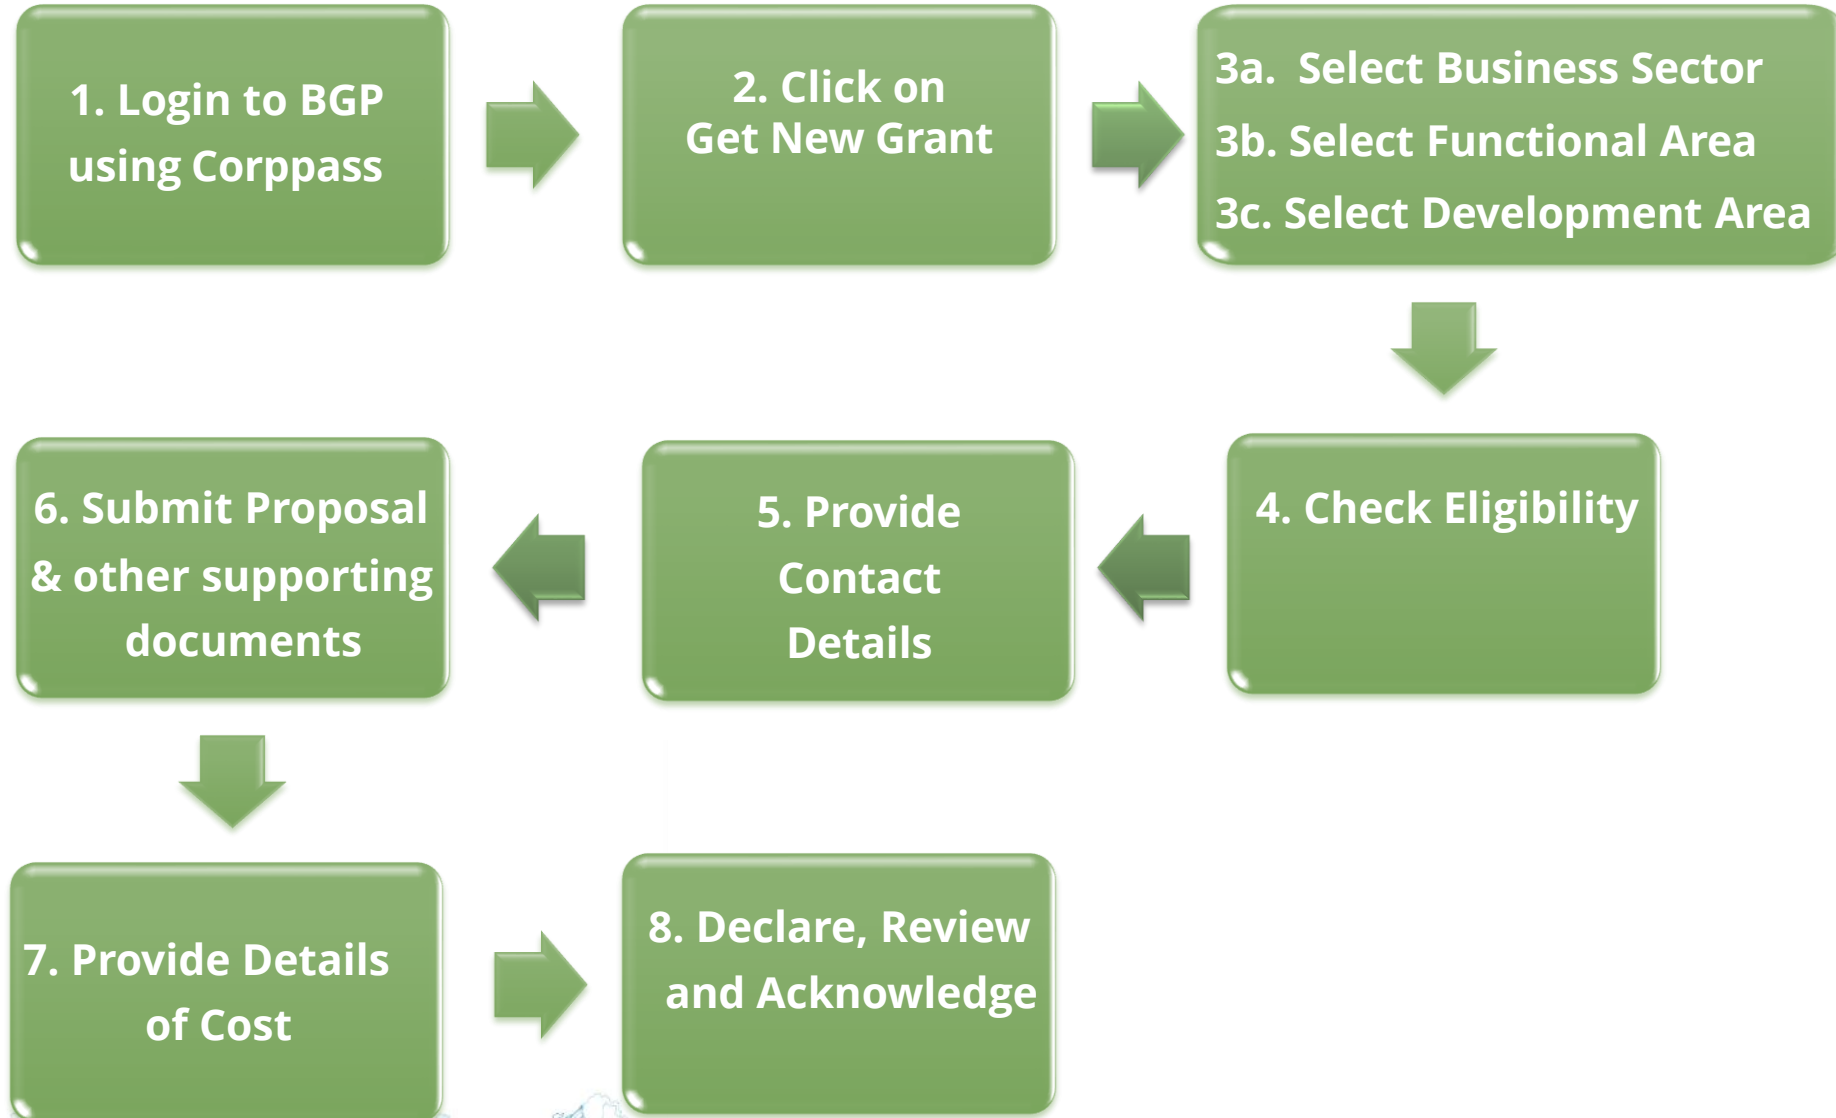 1. Login to BGP
using Corppass
2. Click on
Get New Grant
3a. Select Business Sector
3b. Select Functional Area
3c. Select Development Area
4. Check Eligibility
5. Provide
Contact
Details
6. Submit Proposal
& other supporting
documents
7. Provide Details
of Cost
8. Declare, Review
and Acknowledge